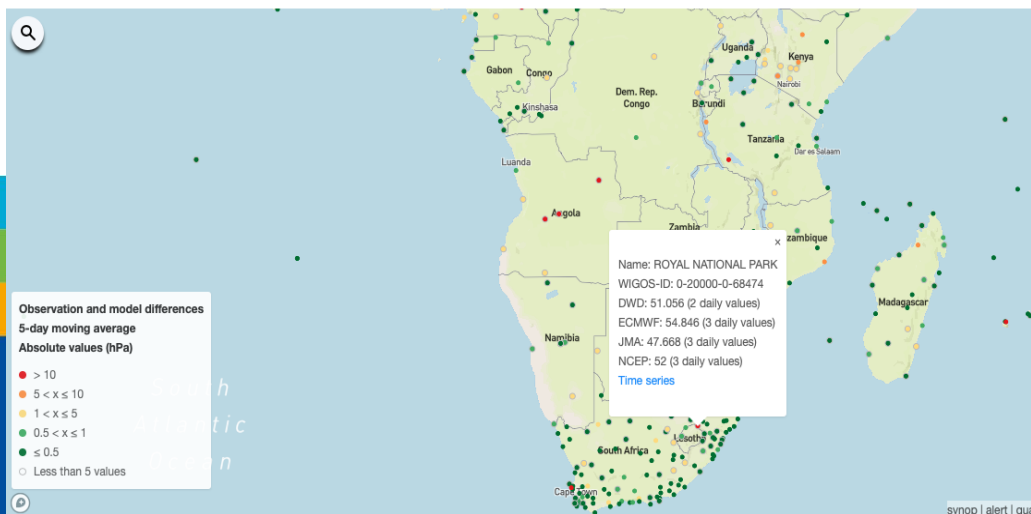 Uganda
Kenya
Gabon
Congo
Nairobi
Dem. Rep.
Congo
Burundi
Kinshasa
Tanzania
Dar es Salaam
Luanda
Angola
Zambia
zambique
×
Name: ROYAL NATIONAL PARK
WIGOS-ID: 0-20000-0-68474
DWD: 51.056 (2 daily values)
ECMWF: 54.846 (3 daily values)
JMA: 47.668 (3 daily values)
NCEP: 52 (3 daily values)
Time series
Madagascar
Namibia
Observation and model differences
5-day moving average
Absolute values (hPa)
> 10
5 < x ≤ 10
1 < x ≤ 5
0.5 < x ≤ 1
≤ 0.5
Less than 5 values
South
Atlantic
Ocean
Lesotho
South Africa
Cape Town
synop | alert | qua